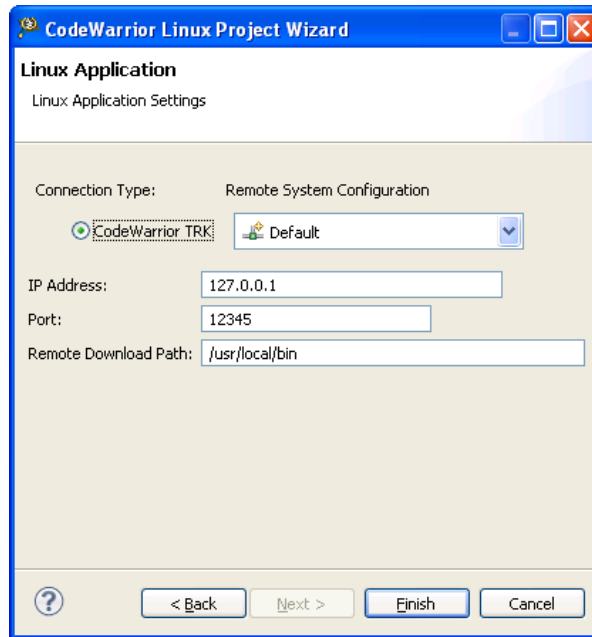 CodeWarrior Linux Project Wizard
Linux Application
Linux Application Settings
Connection Type: Remote System Configuration
CodeWarrior TRK Default
IP Address: 127.0.0.1
Port: 12345
Remote Download Path: /usr/local/bin
? < Back Next > Finish Cancel